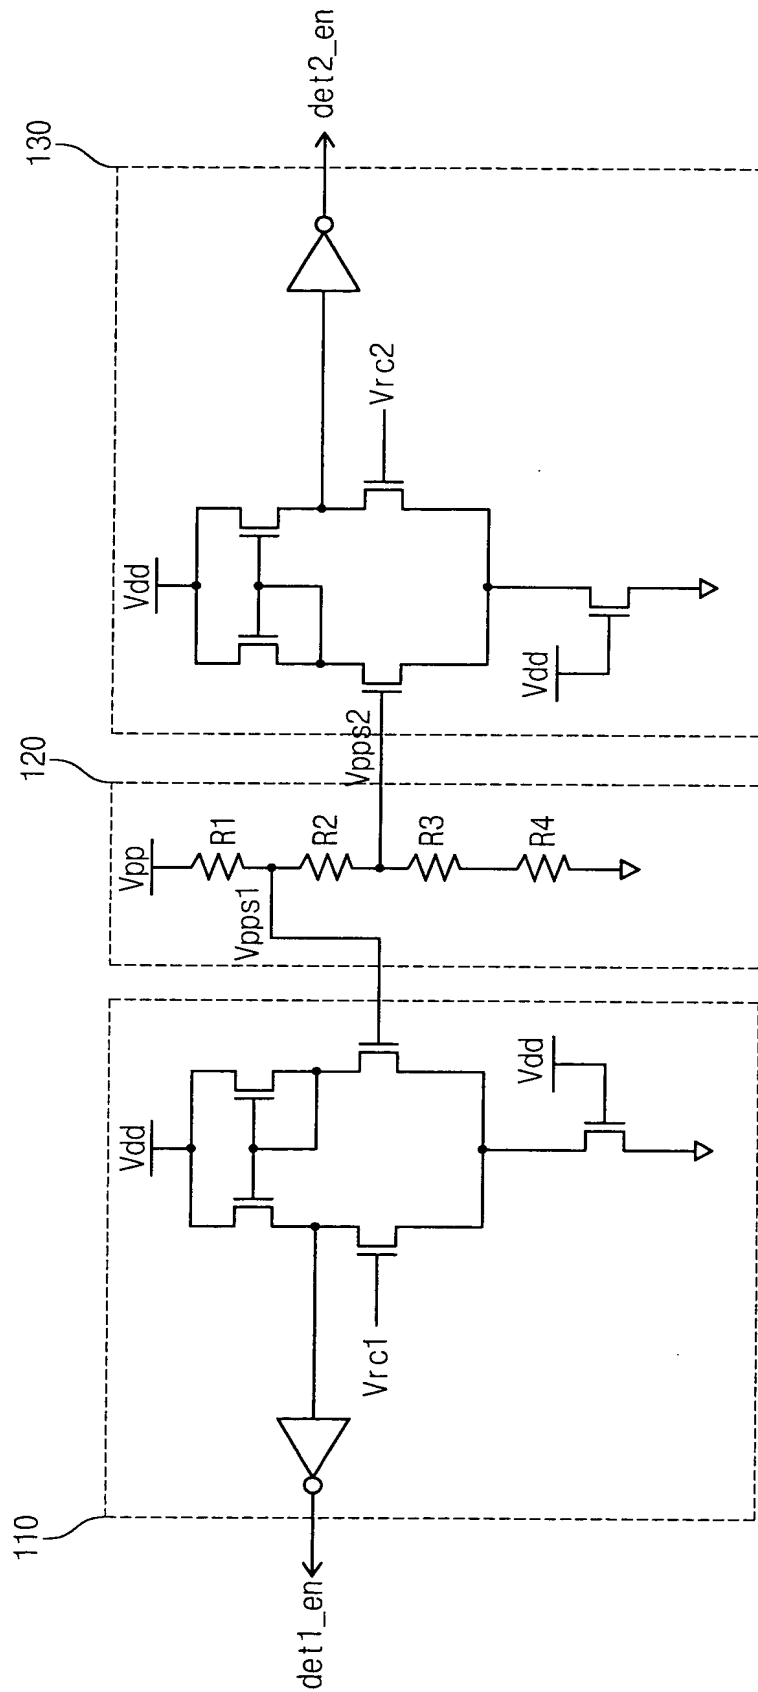 110
120
130
Vdd
Vpp
Vdd
R1
Vpps1
R2
Vpps2
R3
R4
det1_en
det2_en
Vrc1
Vrc2
Vdd
Vdd